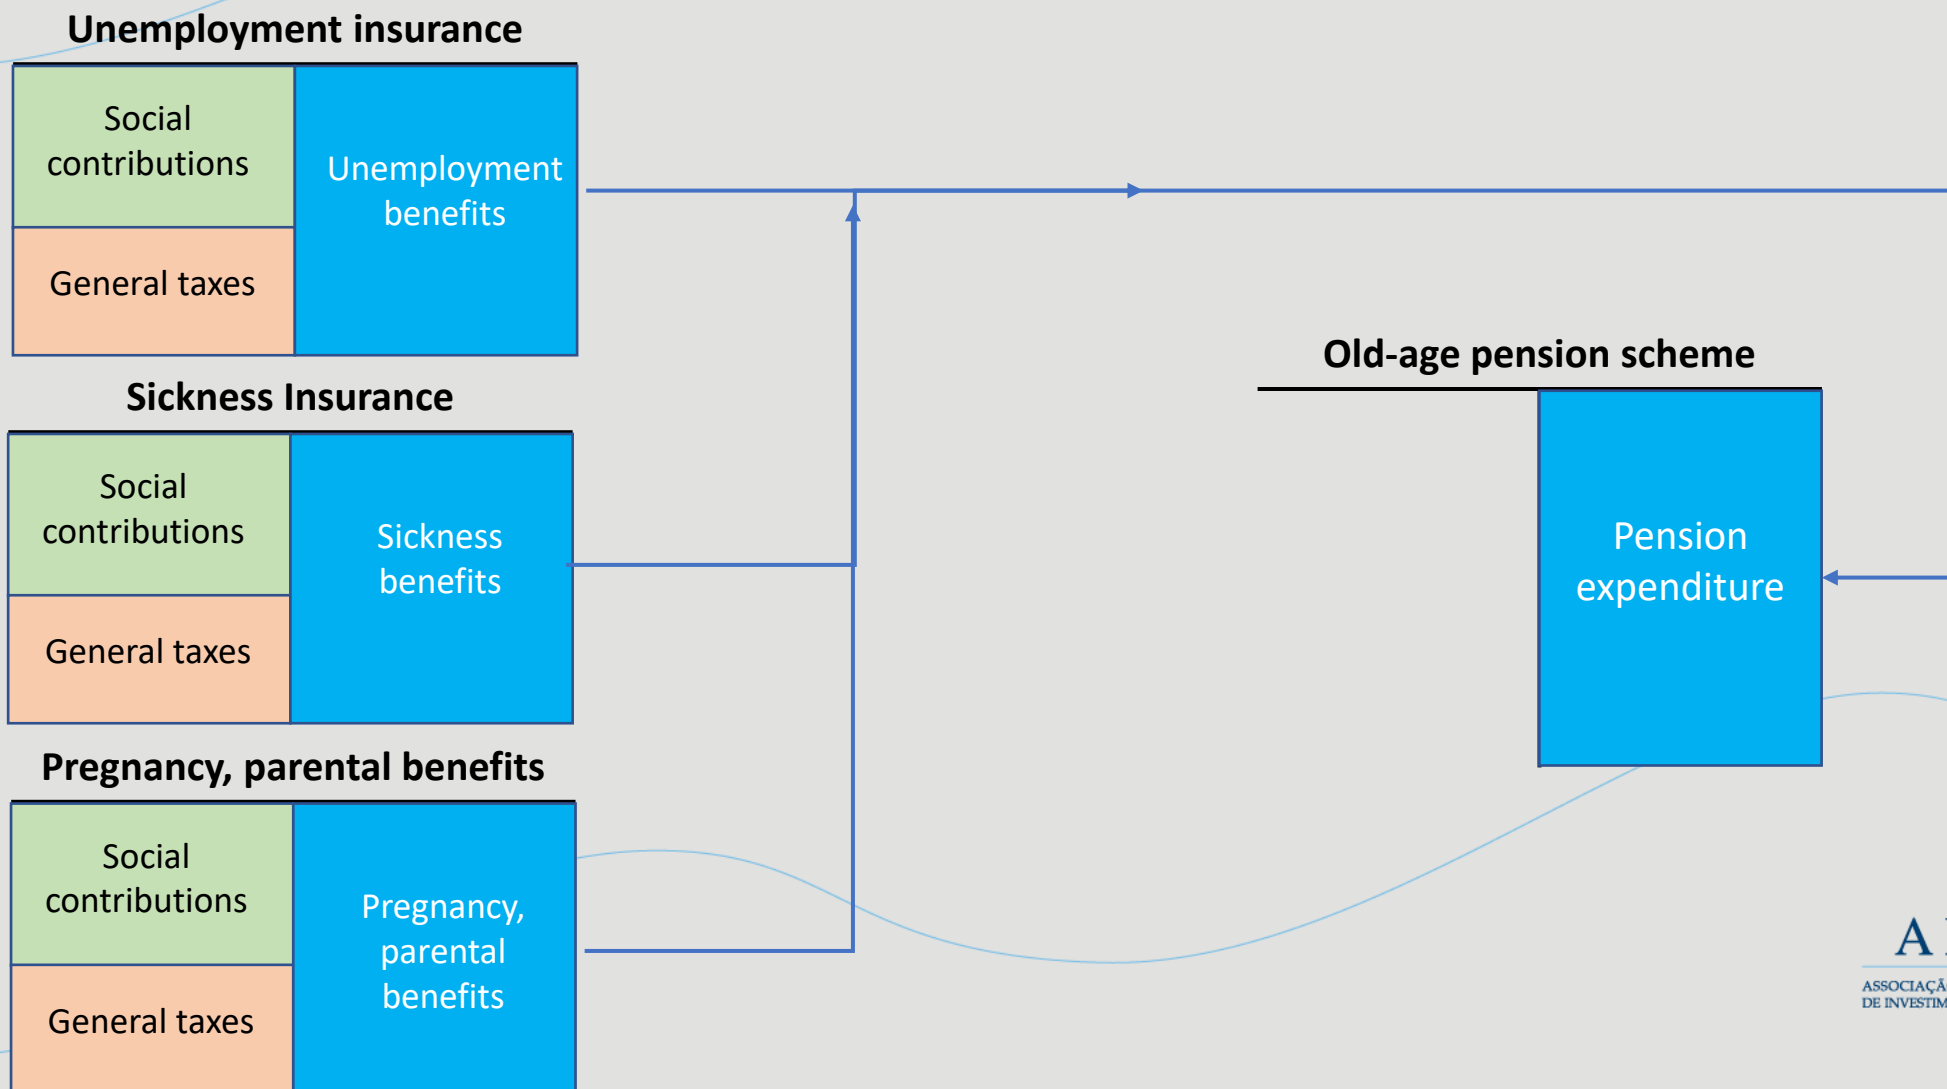 Unemployment insurance
Social
contributions
General taxes
Unemployment
benefits
Sickness Insurance
Social
contributions
General taxes
Sickness
benefits
Pregnancy, parental benefits
Social
contributions
General taxes
Pregnancy,
parental
benefits
Old-age pension scheme
Pension
expenditure
A
DE